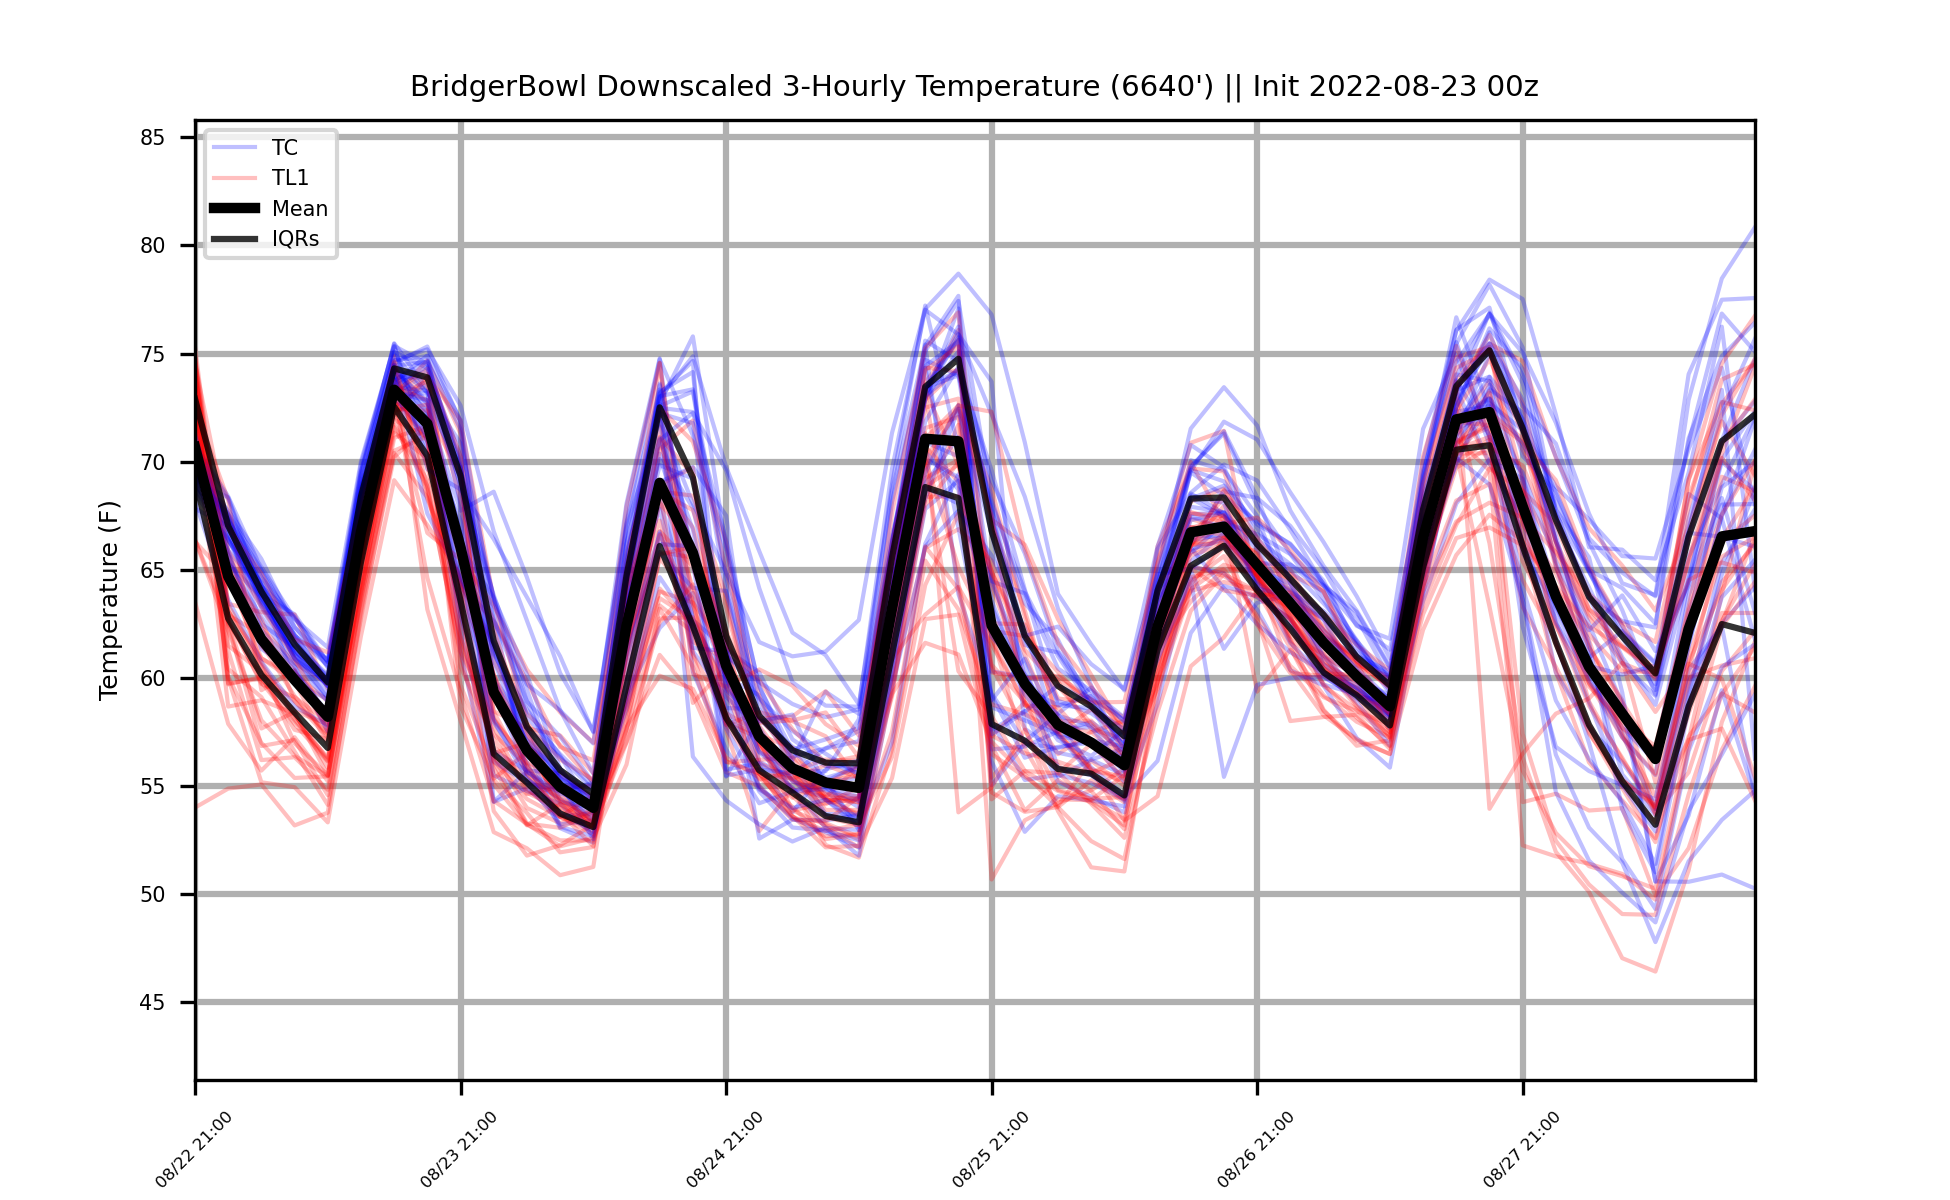 BridgerBowl Downscaled 3-Hourly Temperature (6640') || Init 2022-08-23 00z
TC
TL1
Mean
IQRs
Temperature (F)
85
80
75
70
65
60
55
50
45
08/22 21:00
08/23 21:00
08/24 21:00
08/25 21:00
08/26 21:00
08/27 21:00